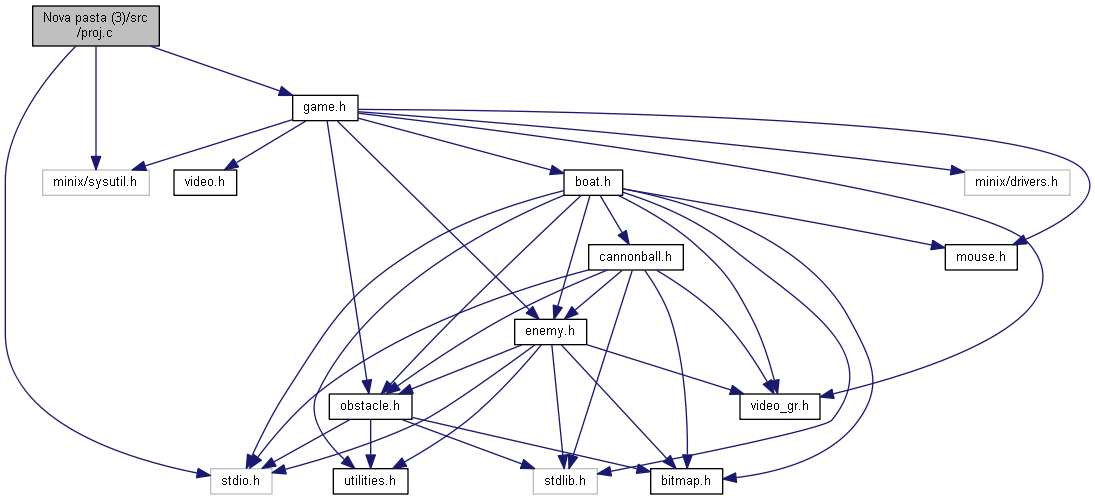 Nova pasta (3)/src
/proj.c
game.h
minix/sysutil.h
video.h
boat.h
minix/drivers.h
cannonball.h
mouse.h
enemy.h
obstacle.h
video_gr.h
stdio.h
utilities.h
stdlib.h
bitmap.h